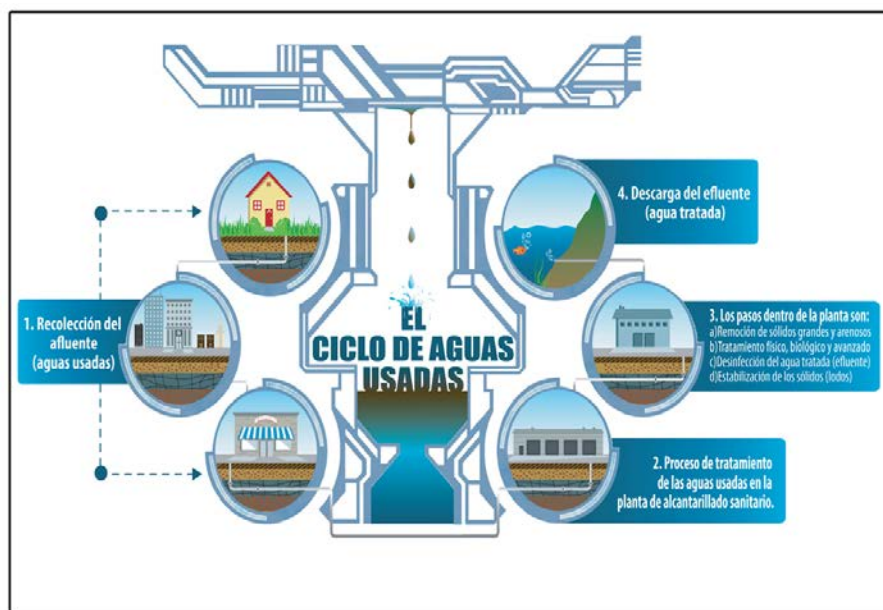 EL
CICLO DE AGUAS
USADAS
1. Recolección del
afluente
(aguas usadas)
2. Proceso de tratamiento
de las aguas usadas en la
planta de alcantarillado sanitario.
3. Los pasos dentro de la planta son:
a)Remoción de sólidos grandes y arenosos
b)Tratamiento físico, biológico y avanzado
c)Desinfección del agua tratada (efluente)
d)Estabilización de los sólidos (lodos)
4. Descarga del efluente
(agua tratada)